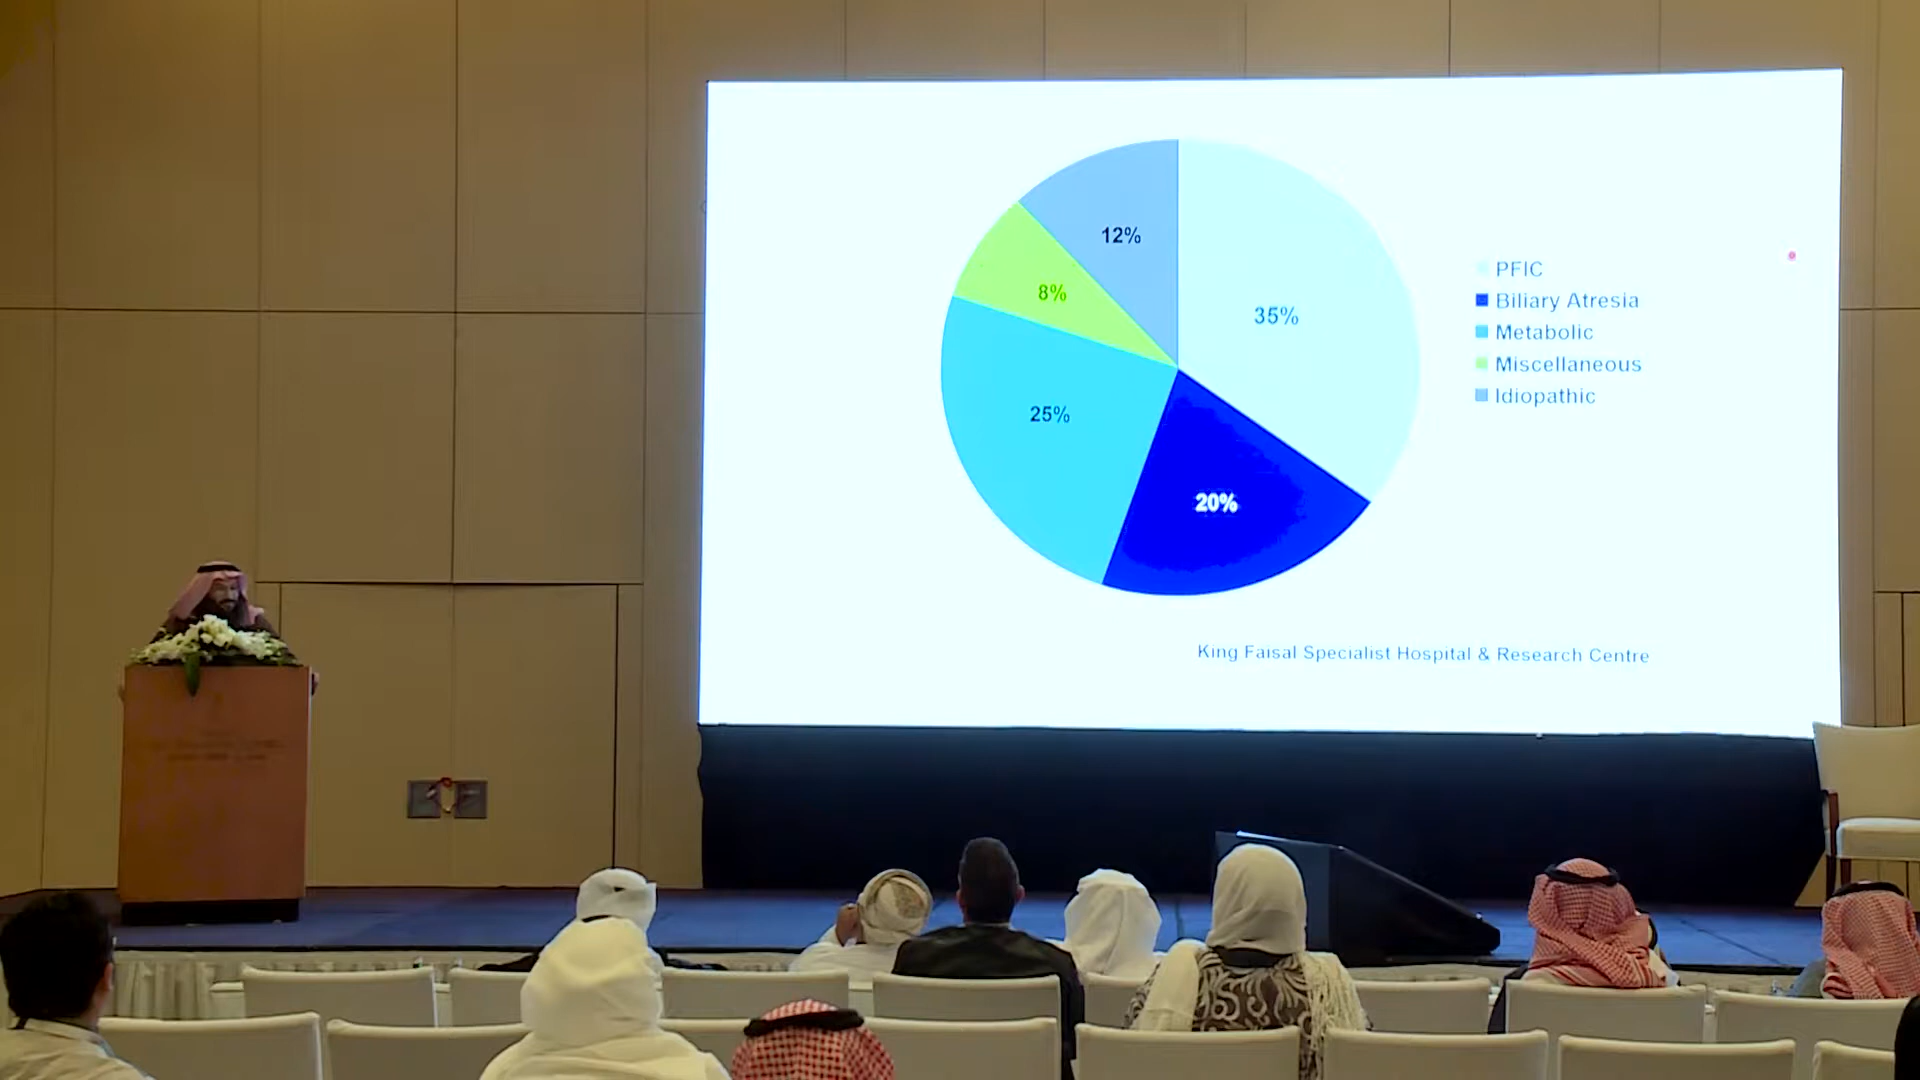 12%
35%
8%
25%
20%
PFIC
Biliary Atresia
Metabolic
Miscellaneous
Idiopathic
King Faisal Specialist Hospital & Research Centre